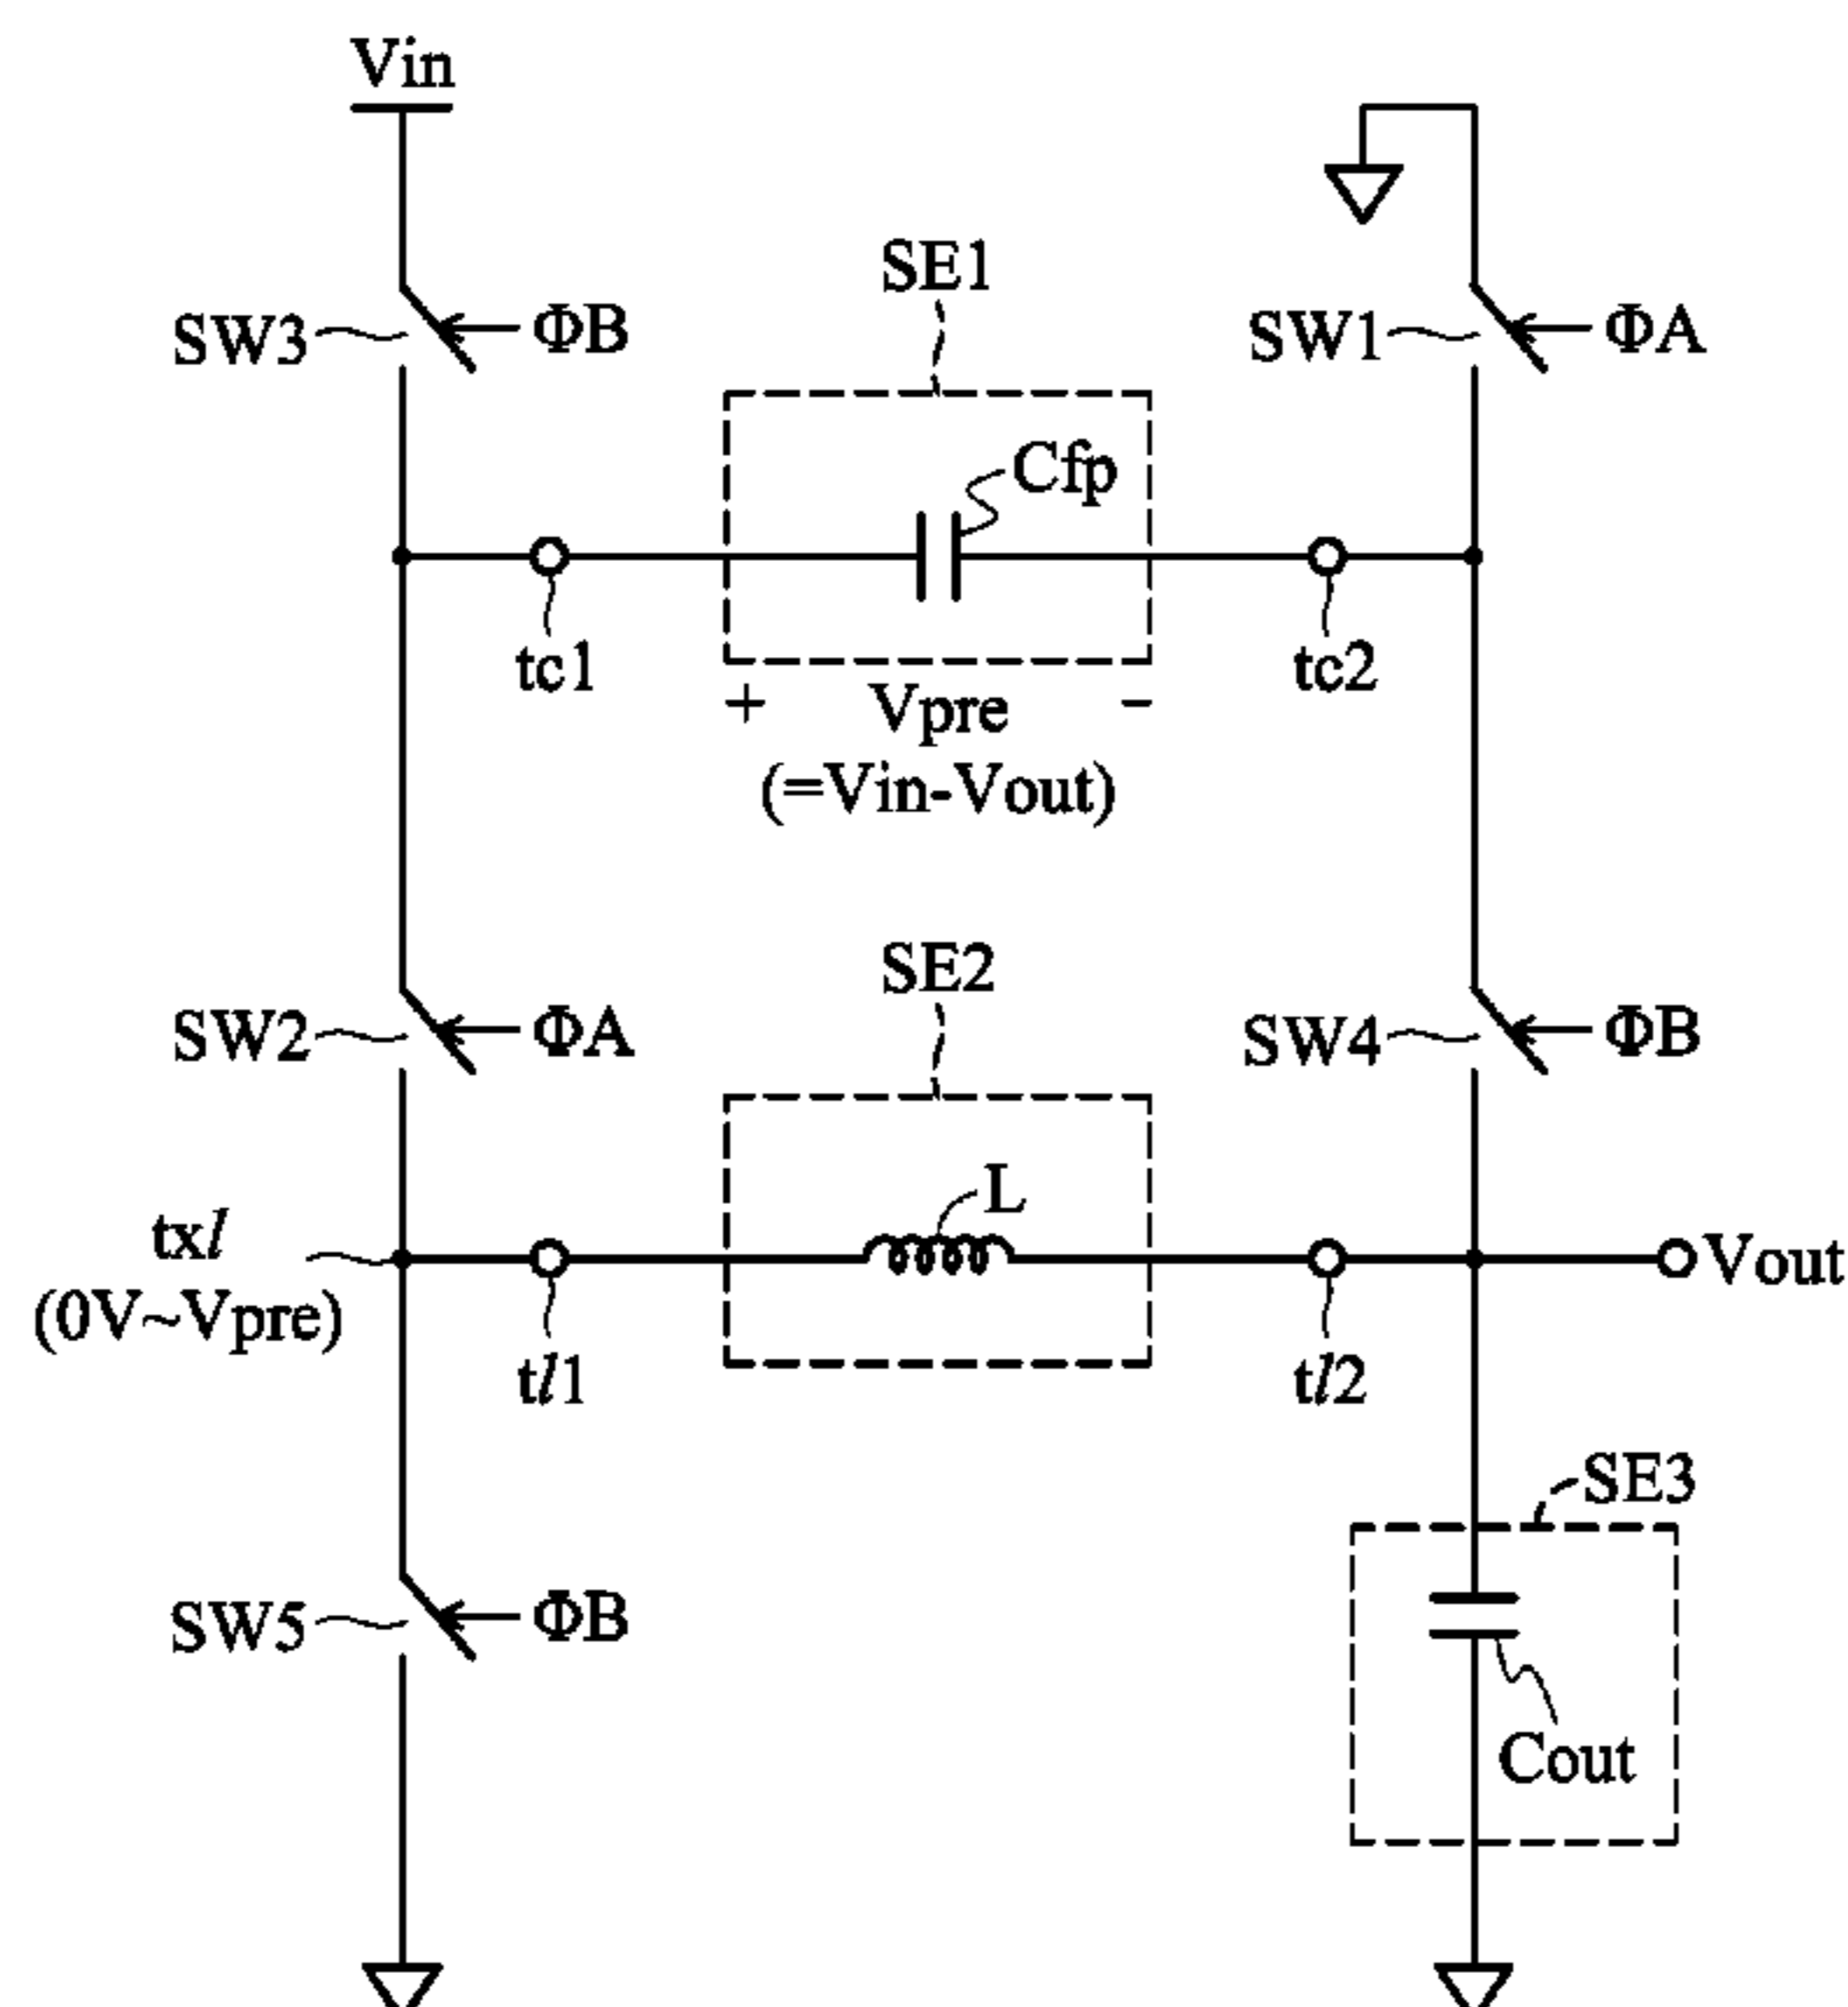 Vin
SE1
SW3
ΦB
SW1
ΦA
Cfp
tc1
tc2
+ Vpre -
(=Vin-Vout)
SE2
SW2
ΦA
SW4
ΦB
L
txl
(0V~Vpre)
Vout
tl1
tl2
SE3
SW5
ΦB
Cout